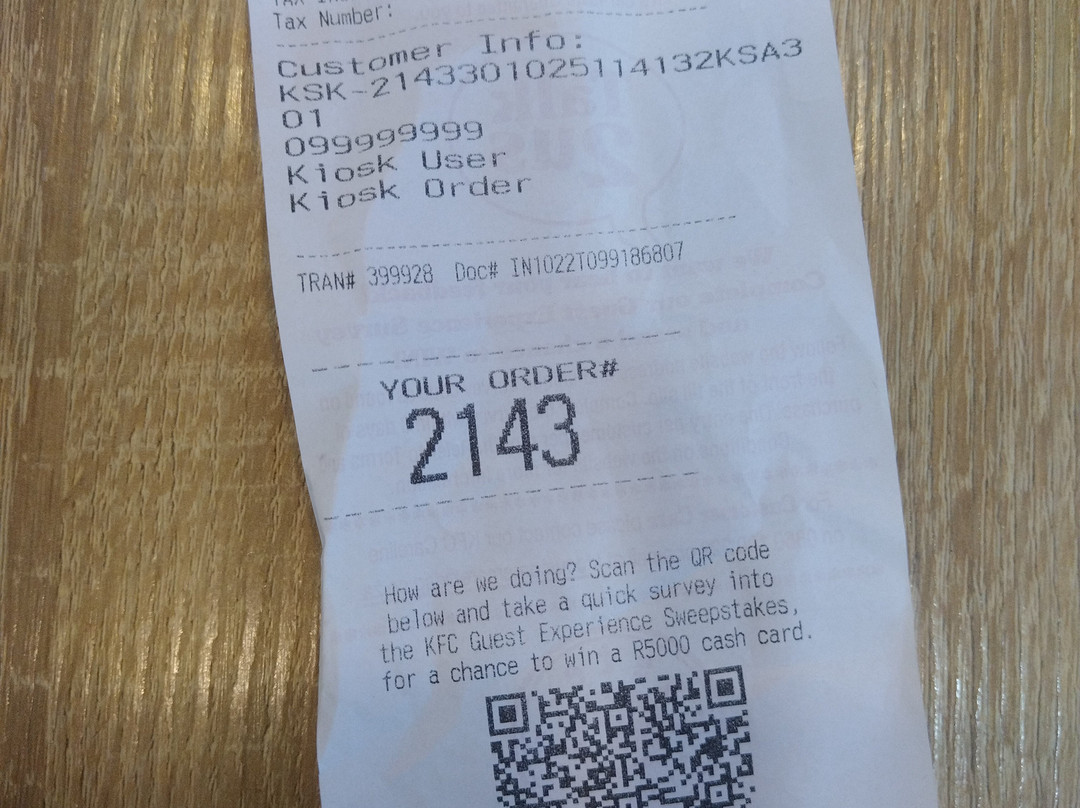 Tax Number:
Customer Info:
KSK-2143301025114132KSA3
01
099999999
Kiosk User
Kiosk Order
TRAN# 399928 Doc# IN1022T099186807
YOUR ORDER#
2143
How are we doing? Scan the QR code
below and take a quick survey into
the KFC Guest Experience Sweepstakes,
for a chance to win a R5000 cash card.